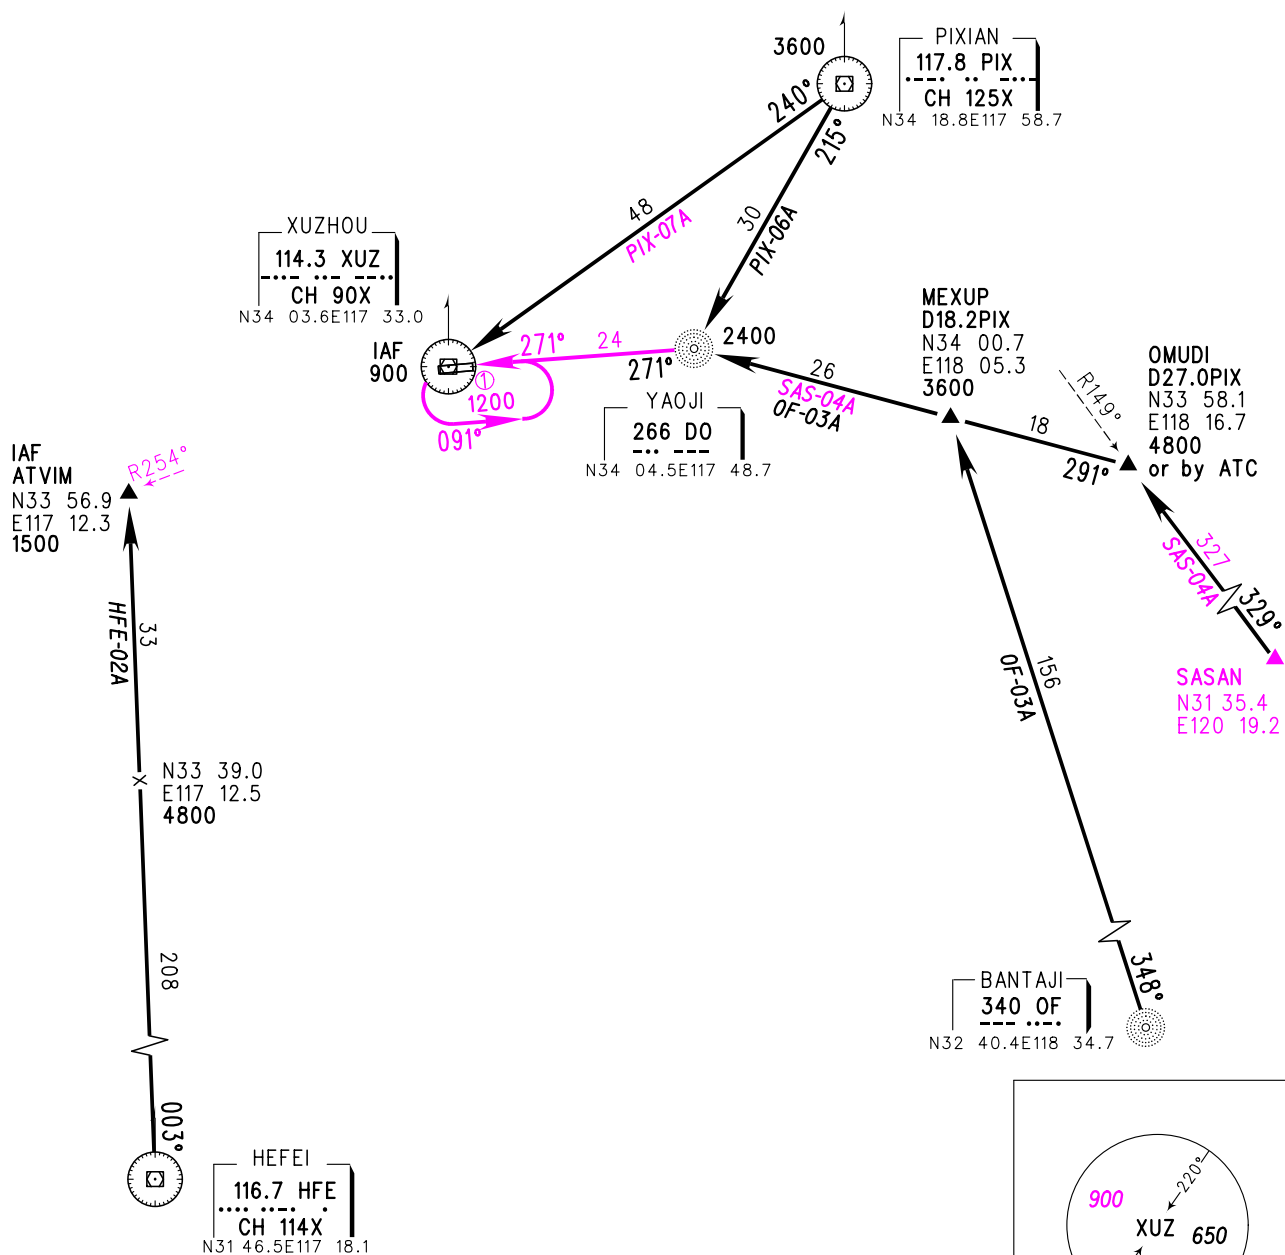 3600
PIXIAN
117.8 PIX
CH 125X
N34 18.8E117 58.7
240°
215°
48
PIX-07A
30
PIX-06A
XUZHOU
114.3 XUZ
CH 90X
N34 03.6E117 33.0
IAF
900
271°
24
1
1200
091°
2400
271°
YAOJI
266 DO
N34 04.5E117 48.7
26
SAS-04A
OF-03A
MEXUP
D18.2PIX
N34 00.7
E118 05.3
3600
18
R149°
291°
OMUDI
D27.0PIX
N33 58.1
E118 16.7
4800
or by ATC
327
SAS-04A
329°
SASAN
N31 35.4
E120 19.2
IAF
ATVIM
N33 56.9
E117 12.3
1500
R254°
33
HFE-02A
N33 39.0
E117 12.5
4800
208
003°
HEFEI
116.7 HFE
CH 114X
N31 46.5E117 18.1
156
OF-03A
348°
BANTAJI
340 OF
N32 40.4E118 34.7
220°
900
XUZ
650